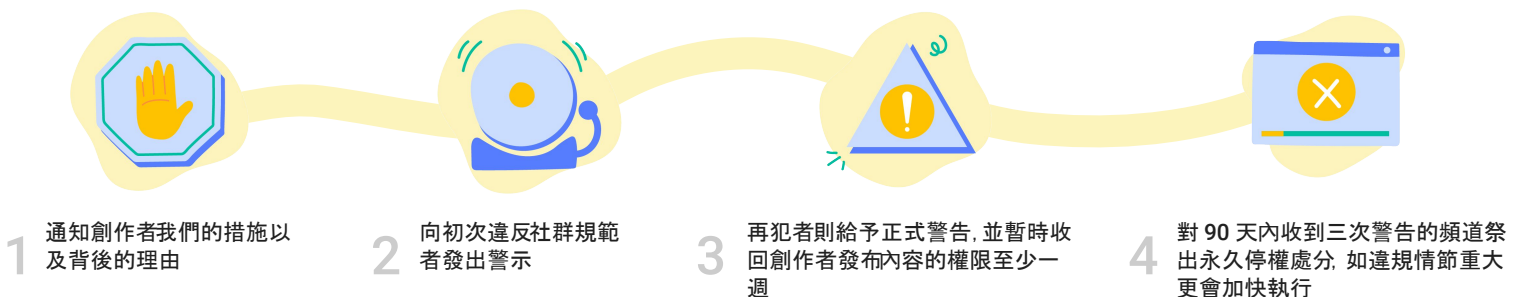 1
通知創作者我們的措施以
及背後的理由
2
向初次違反社群規範
者發出警示
3
再犯者則給予正式警告, 並暫時收
回創作者發布內容的權限至少一
週
4
對 90 天內收到三次警告的頻道祭
出永久停權處分, 如違規情節重大
更會加快執行